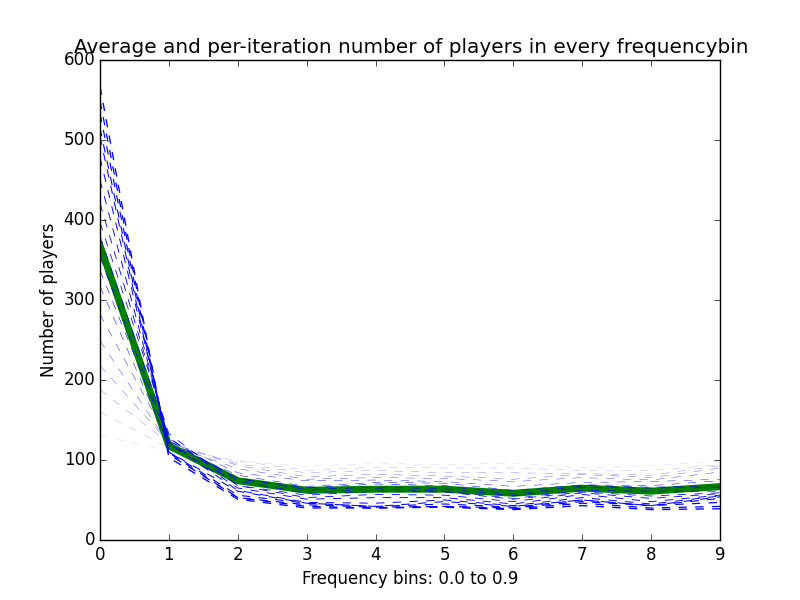 Average and per-iteration number of players in every frequencybin
600
500
400
300
200
100
0
Number of players
0 1 2 3 4 5 6 7 8 9
Frequency bins: 0.0 to 0.9